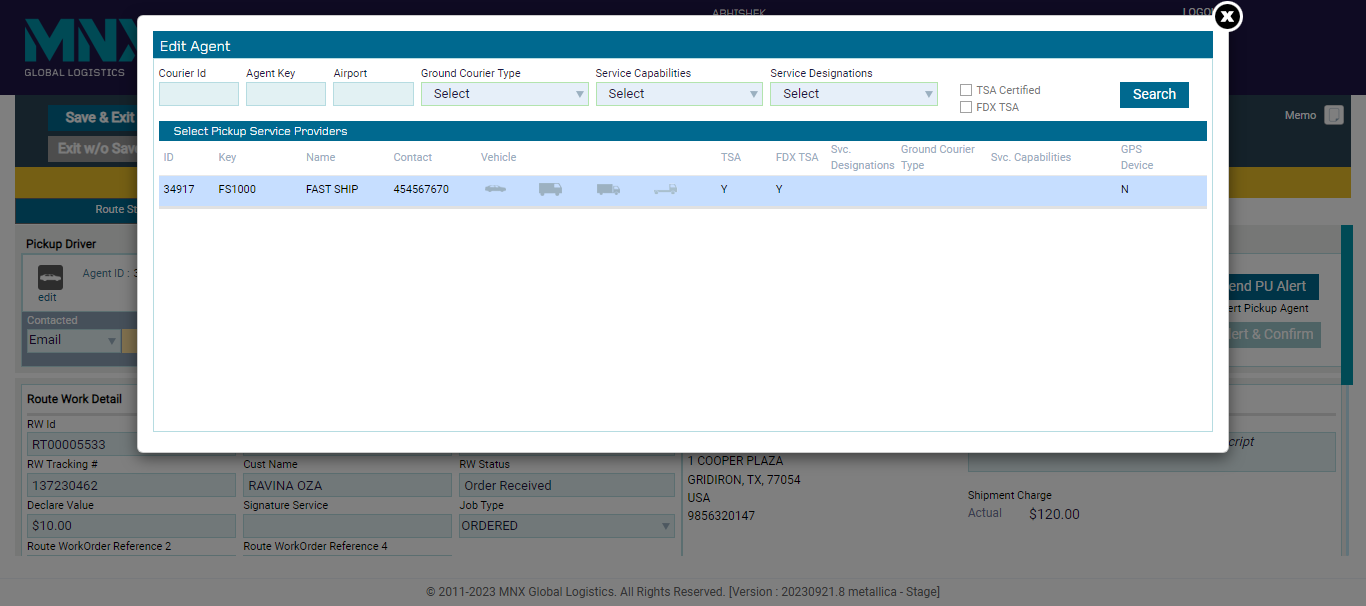 MNX
GLOBAL LOGISTICS
ABHISHEK
Edit Agent
Courier Id Agent Key Airport Ground Courier Type Service Capabilities Service Designations
Select Select Select
TSA Certified
FDX TSA
Search
Select Pickup Service Providers
ID Key Name Contact Vehicle TSA FDX TSA Svc. Designations Ground Courier Type Svc. Capabilities GPS Device
34917 FS1000 FAST SHIP 454567670 Y Y N
Save & Exit
Exit w/o Save
Memo
Pickup Driver
Agent ID : 3
edit
Contacted
Email
end PU Alert
ert Pickup Agent
lert & Confirm
Route Work Detail
RW Id
RT00005533
RW Tracking # Cust Name RW Status
137230462 RAVINA OZA Order Received
Declare Value Signature Service Job Type
$10.00 ORDERED
Route WorkOrder Reference 2 Route WorkOrder Reference 4
1 COOPER PLAZA
GRIDIRON, TX, 77054
USA
9856320147
cript
Shipment Charge
Actual $120.00
© 2011-2023 MNX Global Logistics. All Rights Reserved. [Version : 20230921.8 metallica - Stage]